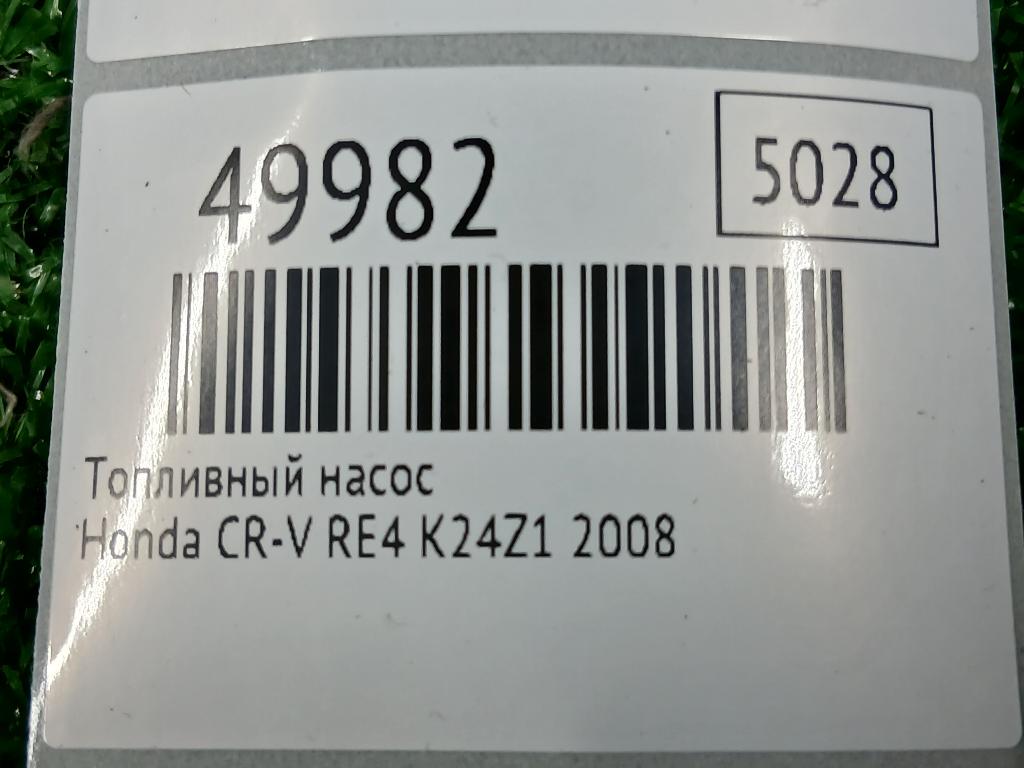 49982
5028
Топливный насос
Honda CR-V RE4 K24Z1 2008